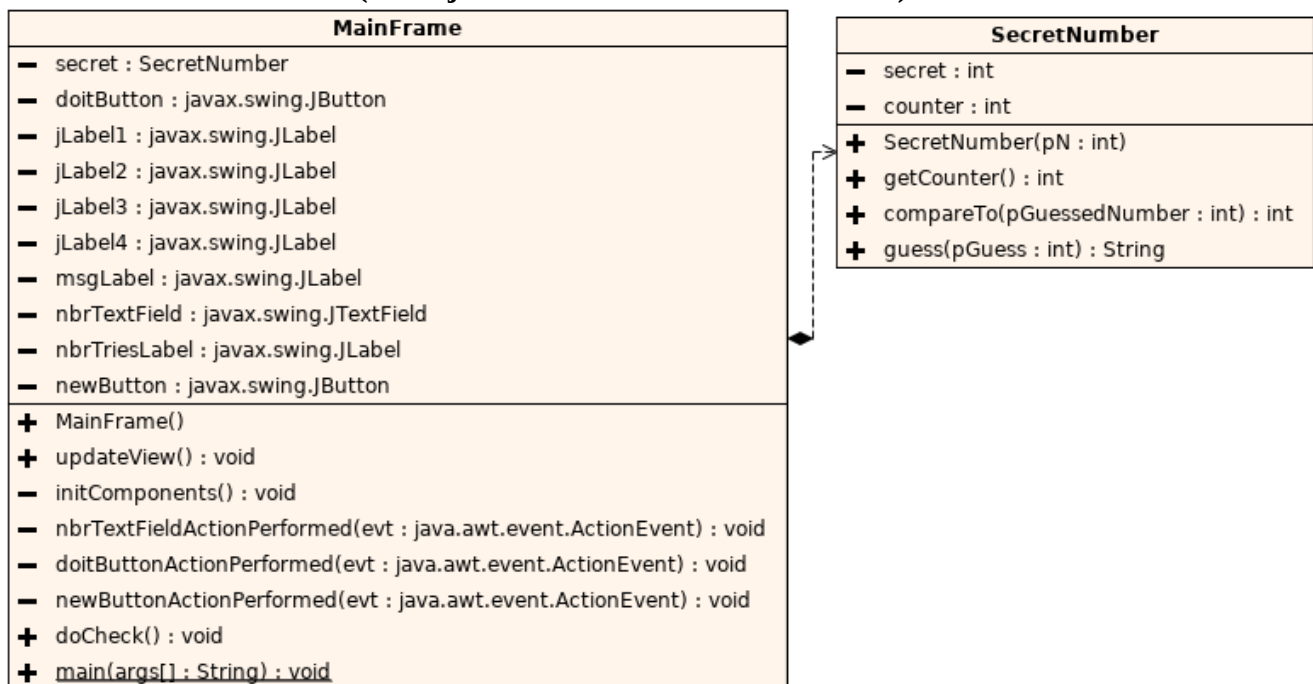 MainFrame
− secret : SecretNumber
− doitButton : javax.swing.JButton
− jLabel1 : javax.swing.JLabel
− jLabel2 : javax.swing.JLabel
− jLabel3 : javax.swing.JLabel
− jLabel4 : javax.swing.JLabel
− msgLabel : javax.swing.JLabel
− nbrTextField : javax.swing.JTextField
− nbrTriesLabel : javax.swing.JLabel
− newButton : javax.swing.JButton
+ MainFrame()
+ updateView() : void
− initComponents() : void
− nbrTextFieldActionPerformed(evt : java.awt.event.ActionEvent) : void
− doitButtonActionPerformed(evt : java.awt.event.ActionEvent) : void
− newButtonActionPerformed(evt : java.awt.event.ActionEvent) : void
+ doCheck() : void
+ main(args[] : String) : void
SecretNumber
− secret : int
− counter : int
+ SecretNumber(pN : int)
+ getCounter() : int
+ compareTo(pGuessedNumber : int) : int
+ guess(pGuess : int) : String